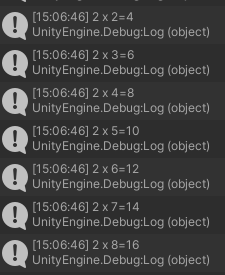 [15:06:46] 2 x 2=4
UnityEngine.Debug:Log (object)
[15:06:46] 2 x 3=6
UnityEngine.Debug:Log (object)
[15:06:46] 2 x 4=8
UnityEngine.Debug:Log (object)
[15:06:46] 2 x 5=10
UnityEngine.Debug:Log (object)
[15:06:46] 2 x 6=12
UnityEngine.Debug:Log (object)
[15:06:46] 2 x 7=14
UnityEngine.Debug:Log (object)
[15:06:46] 2 x 8=16
UnityEngine.Debug:Log (object)